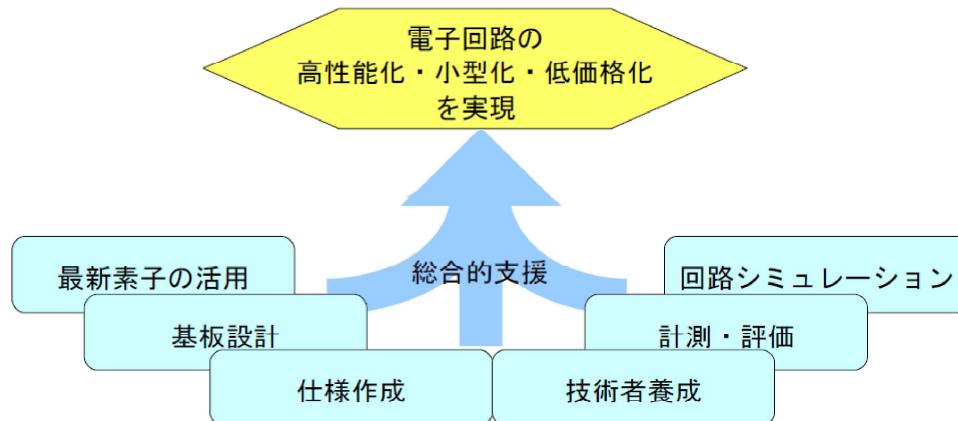 電子回路の
高性能化・小型化・低価格化
を実現
総合的支援
最新素子の活用
回路シミュレーション
基板設計
計測・評価
仕様作成
技術者養成